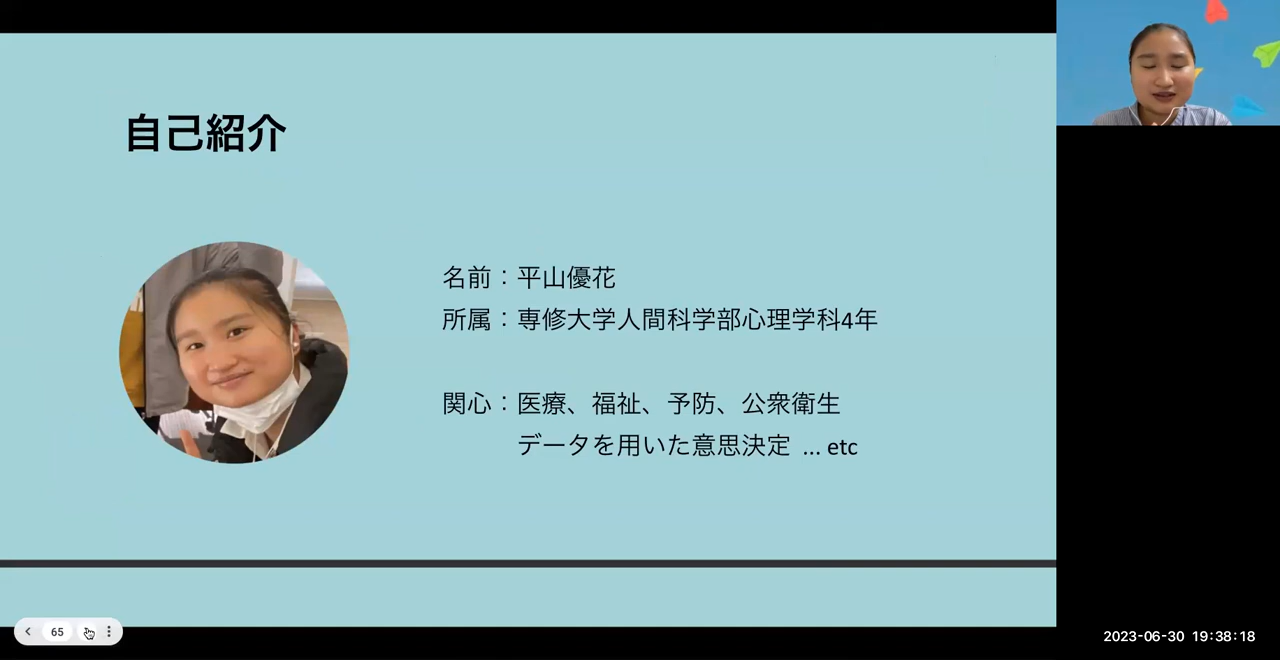 自己紹介
名前：平山優花
所属：専修大学人間科学部心理学科4年
関心：医療、福祉、予防、公衆衛生
データを用いた意思決定 ... etc
65
2023-06-30 19:38:18